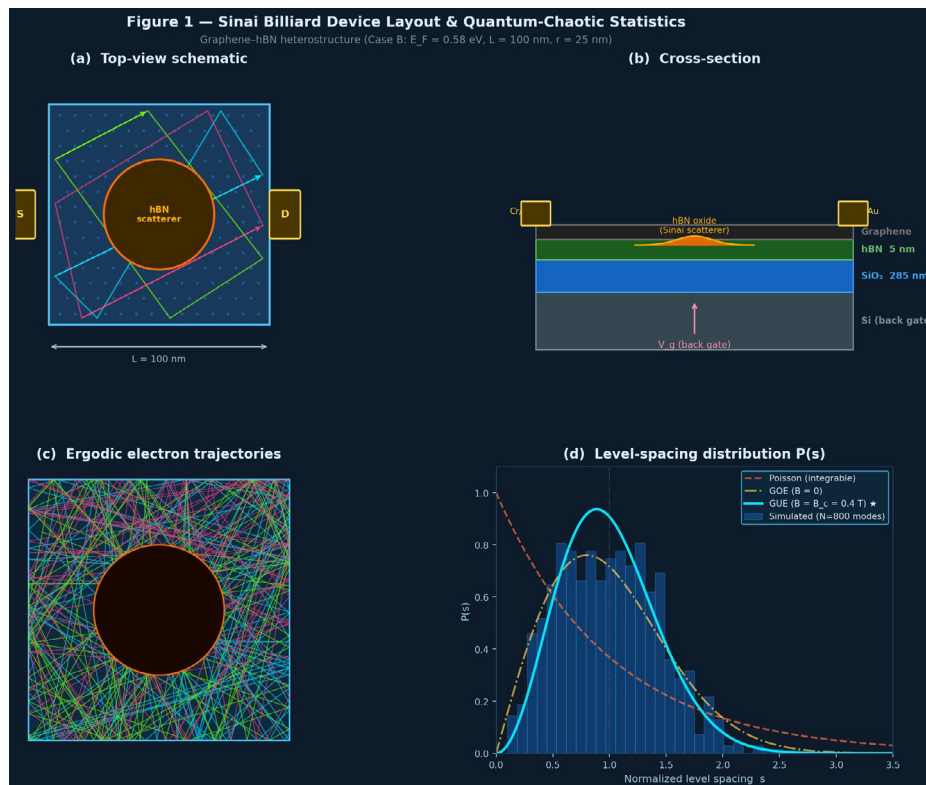 Figure 1 — Sinai Billiard Device Layout & Quantum-Chaotic Statistics
Graphene–hBN heterostructure (Case B: E_F = 0.58 eV, L = 100 nm, r = 25 nm)
(a) Top-view schematic
S
hBN
scatterer
D
L = 100 nm
(b) Cross-section
Cr/
Au
hBN oxide
(Sinai scatterer)
Graphene
hBN 5 nm
SiO₂ 285 nm
Si (back gate
V_g (back gate)
(c) Ergodic electron trajectories
(d) Level-spacing distribution P(s)
Poisson (integrable)
GOE (B = 0)
GUE (B = B_c = 0.4 T) ★
Simulated (N=800 modes)
P(s)
1.0
0.8
0.6
0.4
0.2
0.0
0.0 0.5 1.0 1.5 2.0 2.5 3.0 3.5
Normalized level spacing s